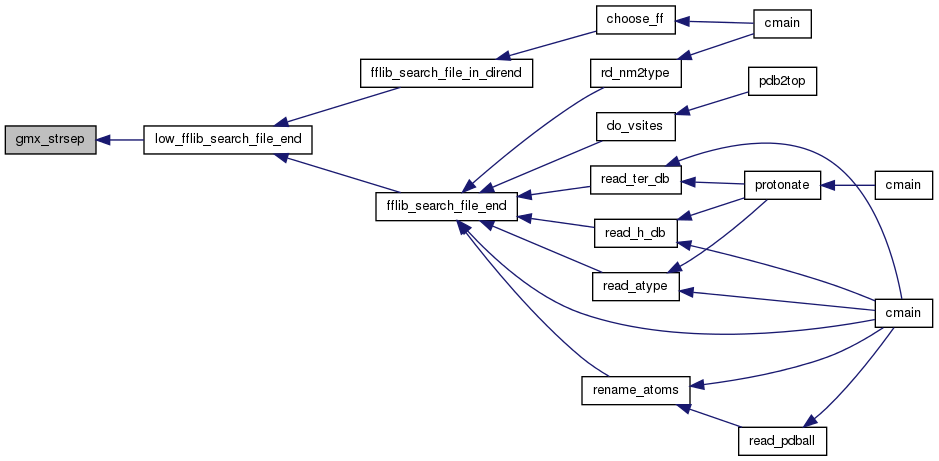 choose_ff
cmain
fflib_search_file_in_dirend
rd_nm2type
pdb2top
gmx_strsep
low_fflib_search_file_end
do_vsites
read_ter_db
protonate
cmain
fflib_search_file_end
read_h_db
read_atype
cmain
rename_atoms
read_pdball